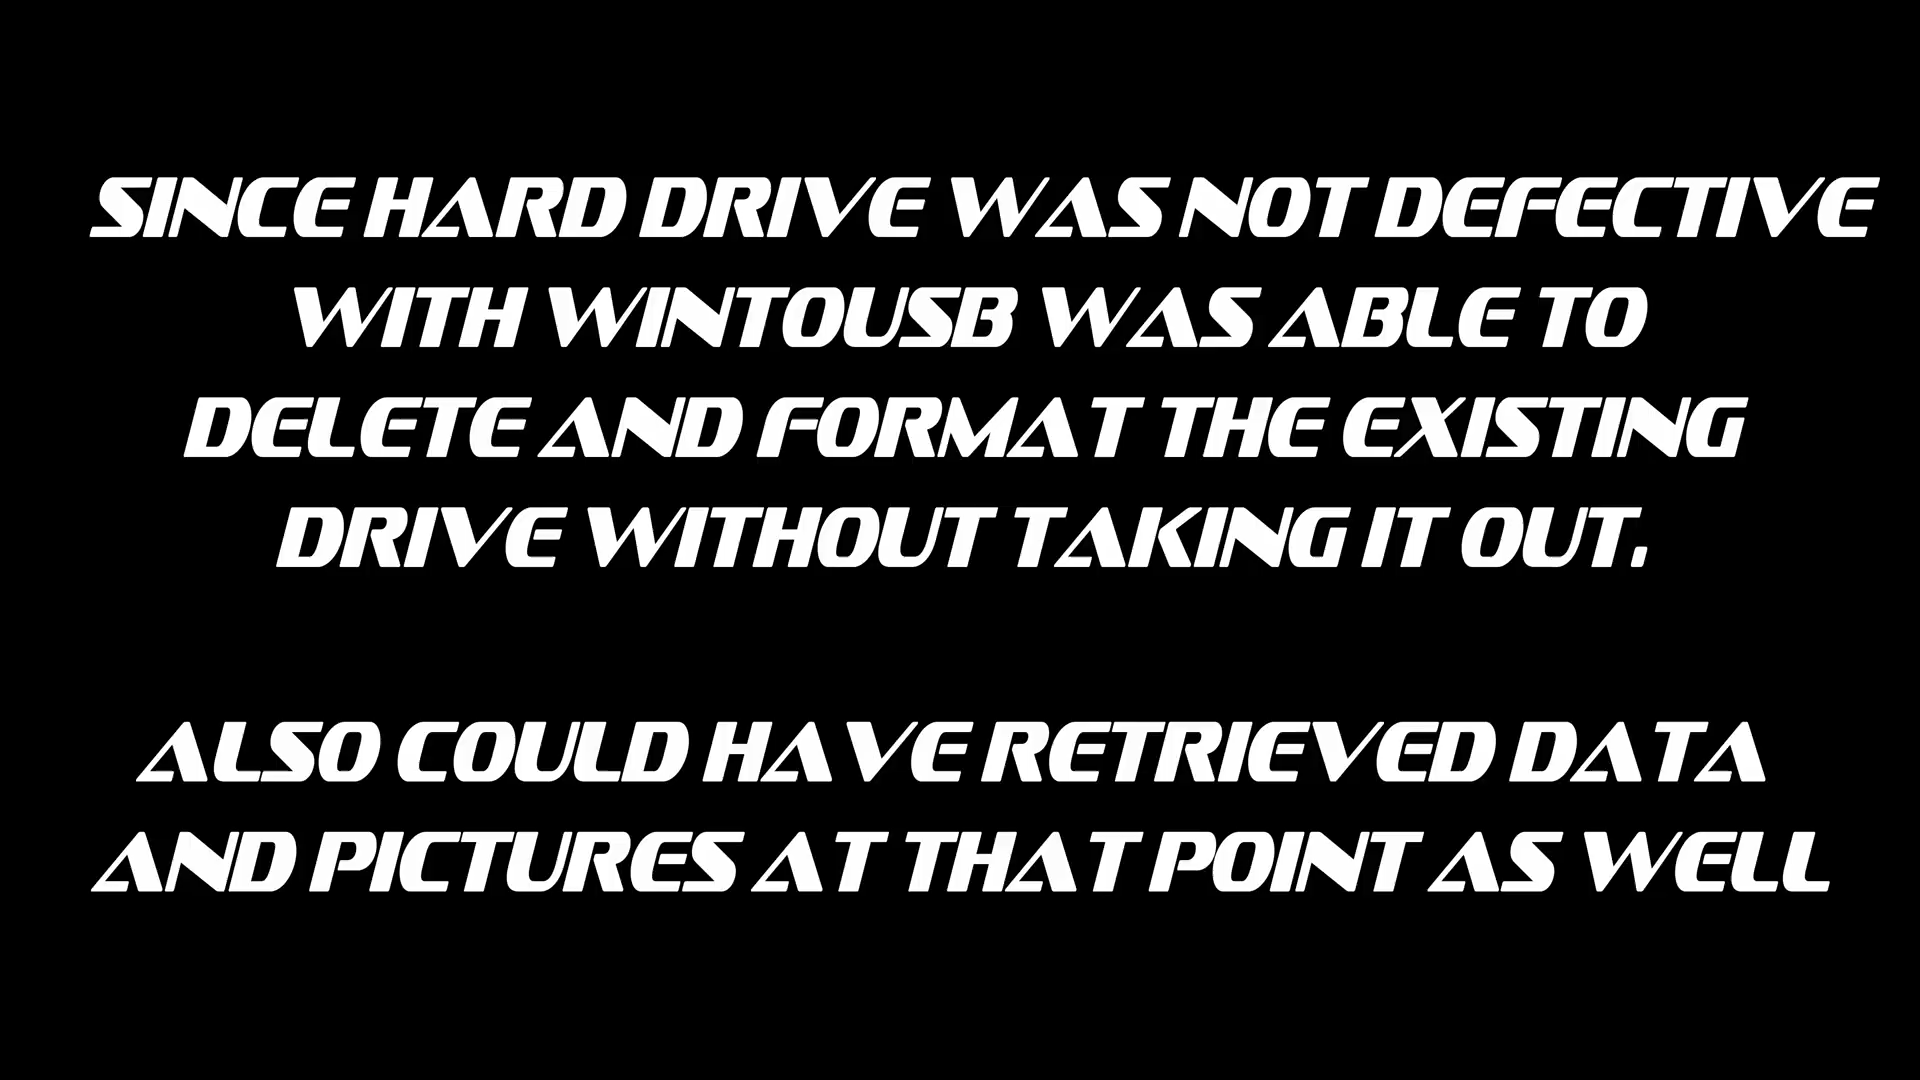 SINCE HARD DRIVE WAS NOT DEFECTIVE
WITH WINTOUSB WAS ABLE TO
DELETE AND FORMAT THE EXISTING
DRIVE WITHOUT TAKING IT OUT.
ALSO COULD HAVE RETRIEVED DATA
AND PICTURES AT THAT POINT AS WELL